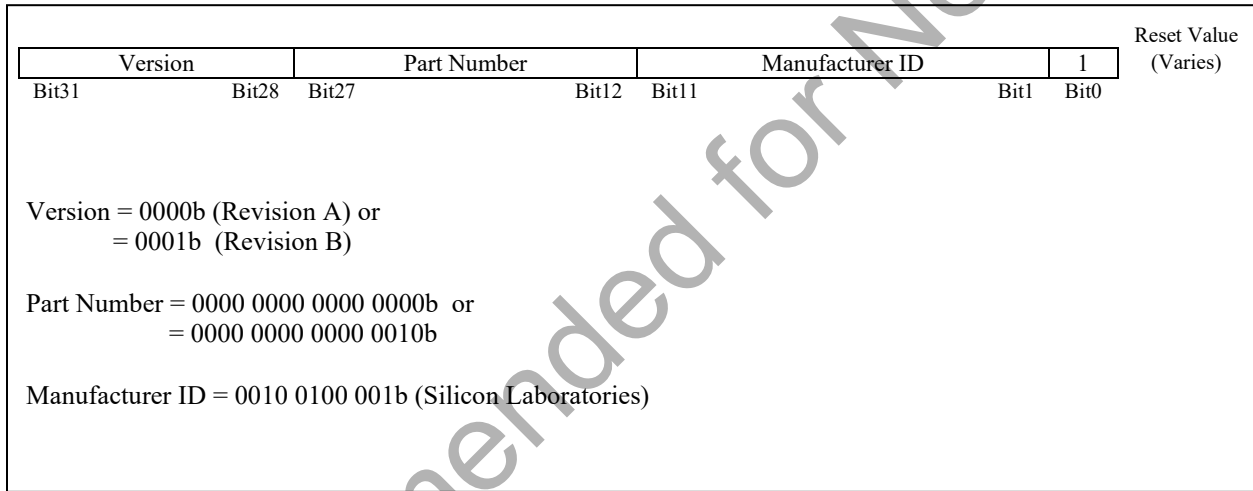 Reset Value
Version Part Number Manufacturer ID 1 (Varies)
Bit31 Bit28 Bit27 Bit12 Bit11 Bit1 Bit0
Version = 0000b (Revision A) or
= 0001b (Revision B)
Part Number = 0000 0000 0000 0000b or
= 0000 0000 0000 0010b
Manufacturer ID = 0010 0100 001b (Silicon Laboratories)
mended for N